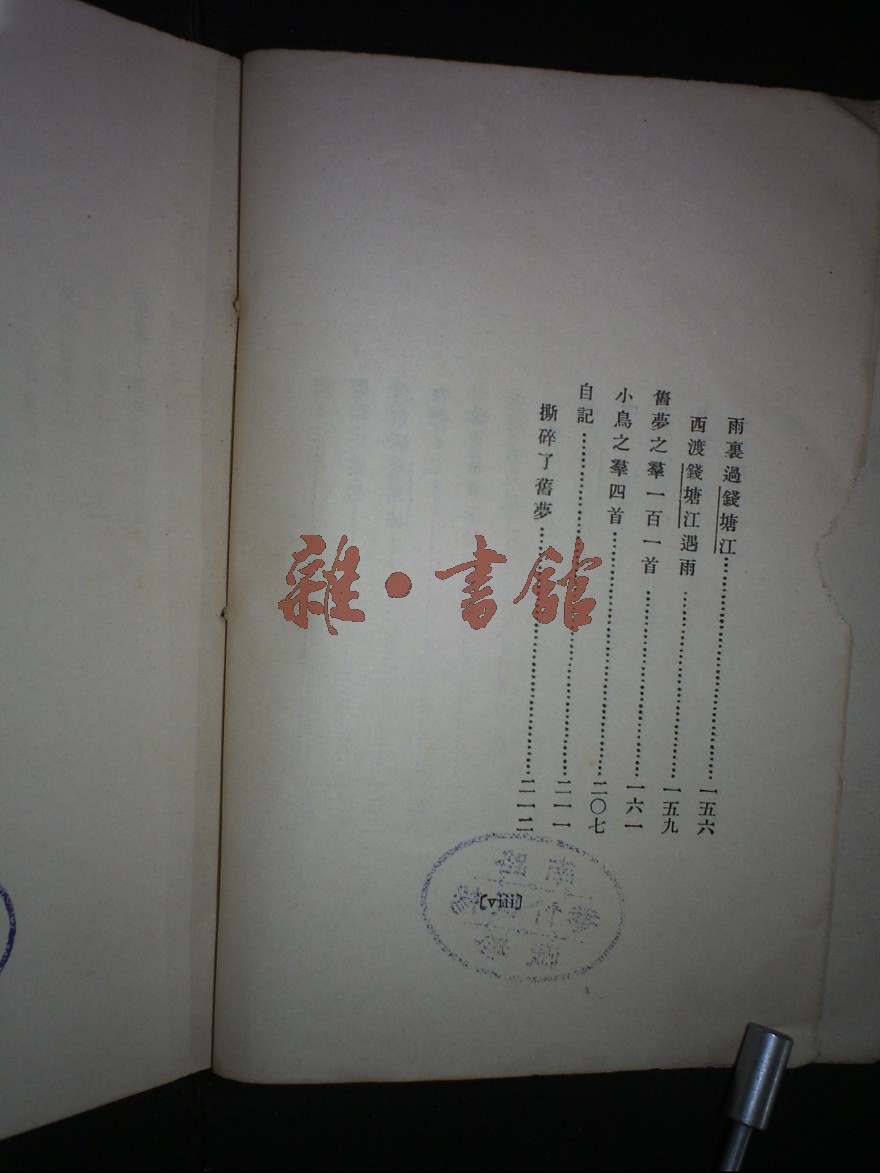 雨裏過錢塘江……一五六
西渡錢塘江遇雨……一五九
舊夢之羣一百一首……一六一
小鳥之羣四首……二〇七
自記……二一一
撕碎了舊夢……二一二
[viii]
雜·書館